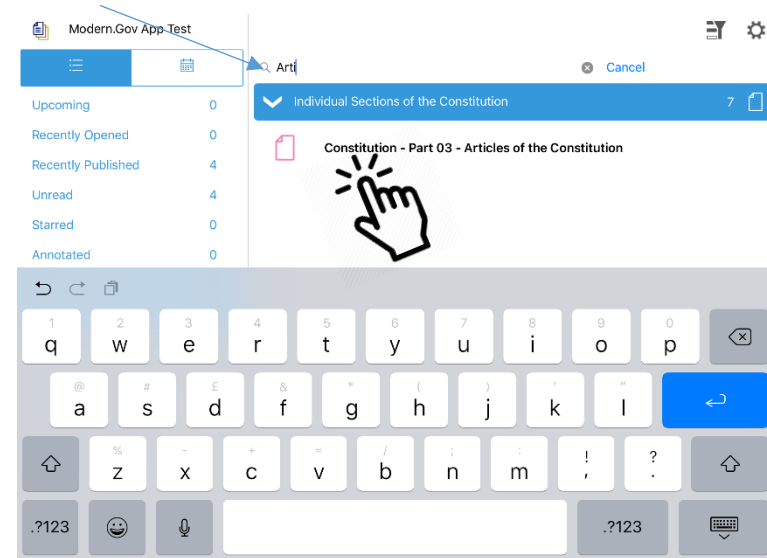 Modern.Gov App Test
Arti
Cancel
Upcoming 0
Recently Opened 0
Recently Published 4
Unread 4
Starred 0
Annotated 0
Individual Sections of the Constitution 7
Constitution - Part 03 - Articles of the Constitution
1 2 3 4 5 6 7 8 9 0
q w e r t y u i o p
@ # £ & * ( ) ' "
a s d f g h j k l
% - + = / ; : ! ?
z x c v b n m , .
.?123 .?123